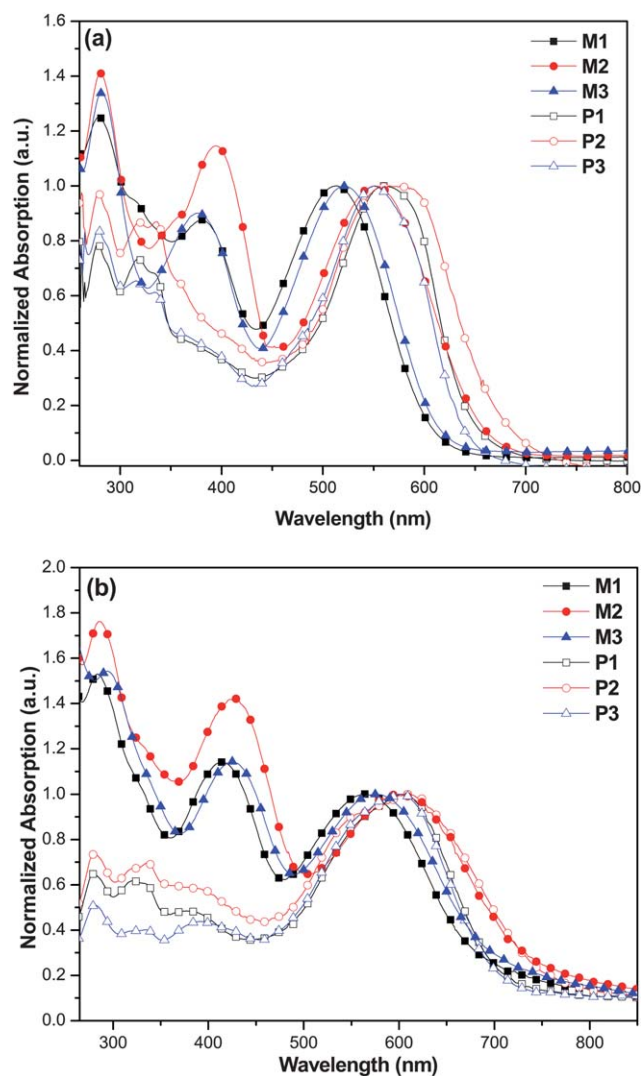 (a)
M1
M2
M3
P1
P2
P3
Normalized Absorption (a.u.)
1.6
1.4
1.2
1.0
0.8
0.6
0.4
0.2
0.0
300 400 500 600 700 800
Wavelength (nm)
(b)
M1
M2
M3
P1
P2
P3
Normalized Absorption (a.u.)
2.0
1.8
1.6
1.4
1.2
1.0
0.8
0.6
0.4
0.2
0.0
300 400 500 600 700 800
Wavelength (nm)